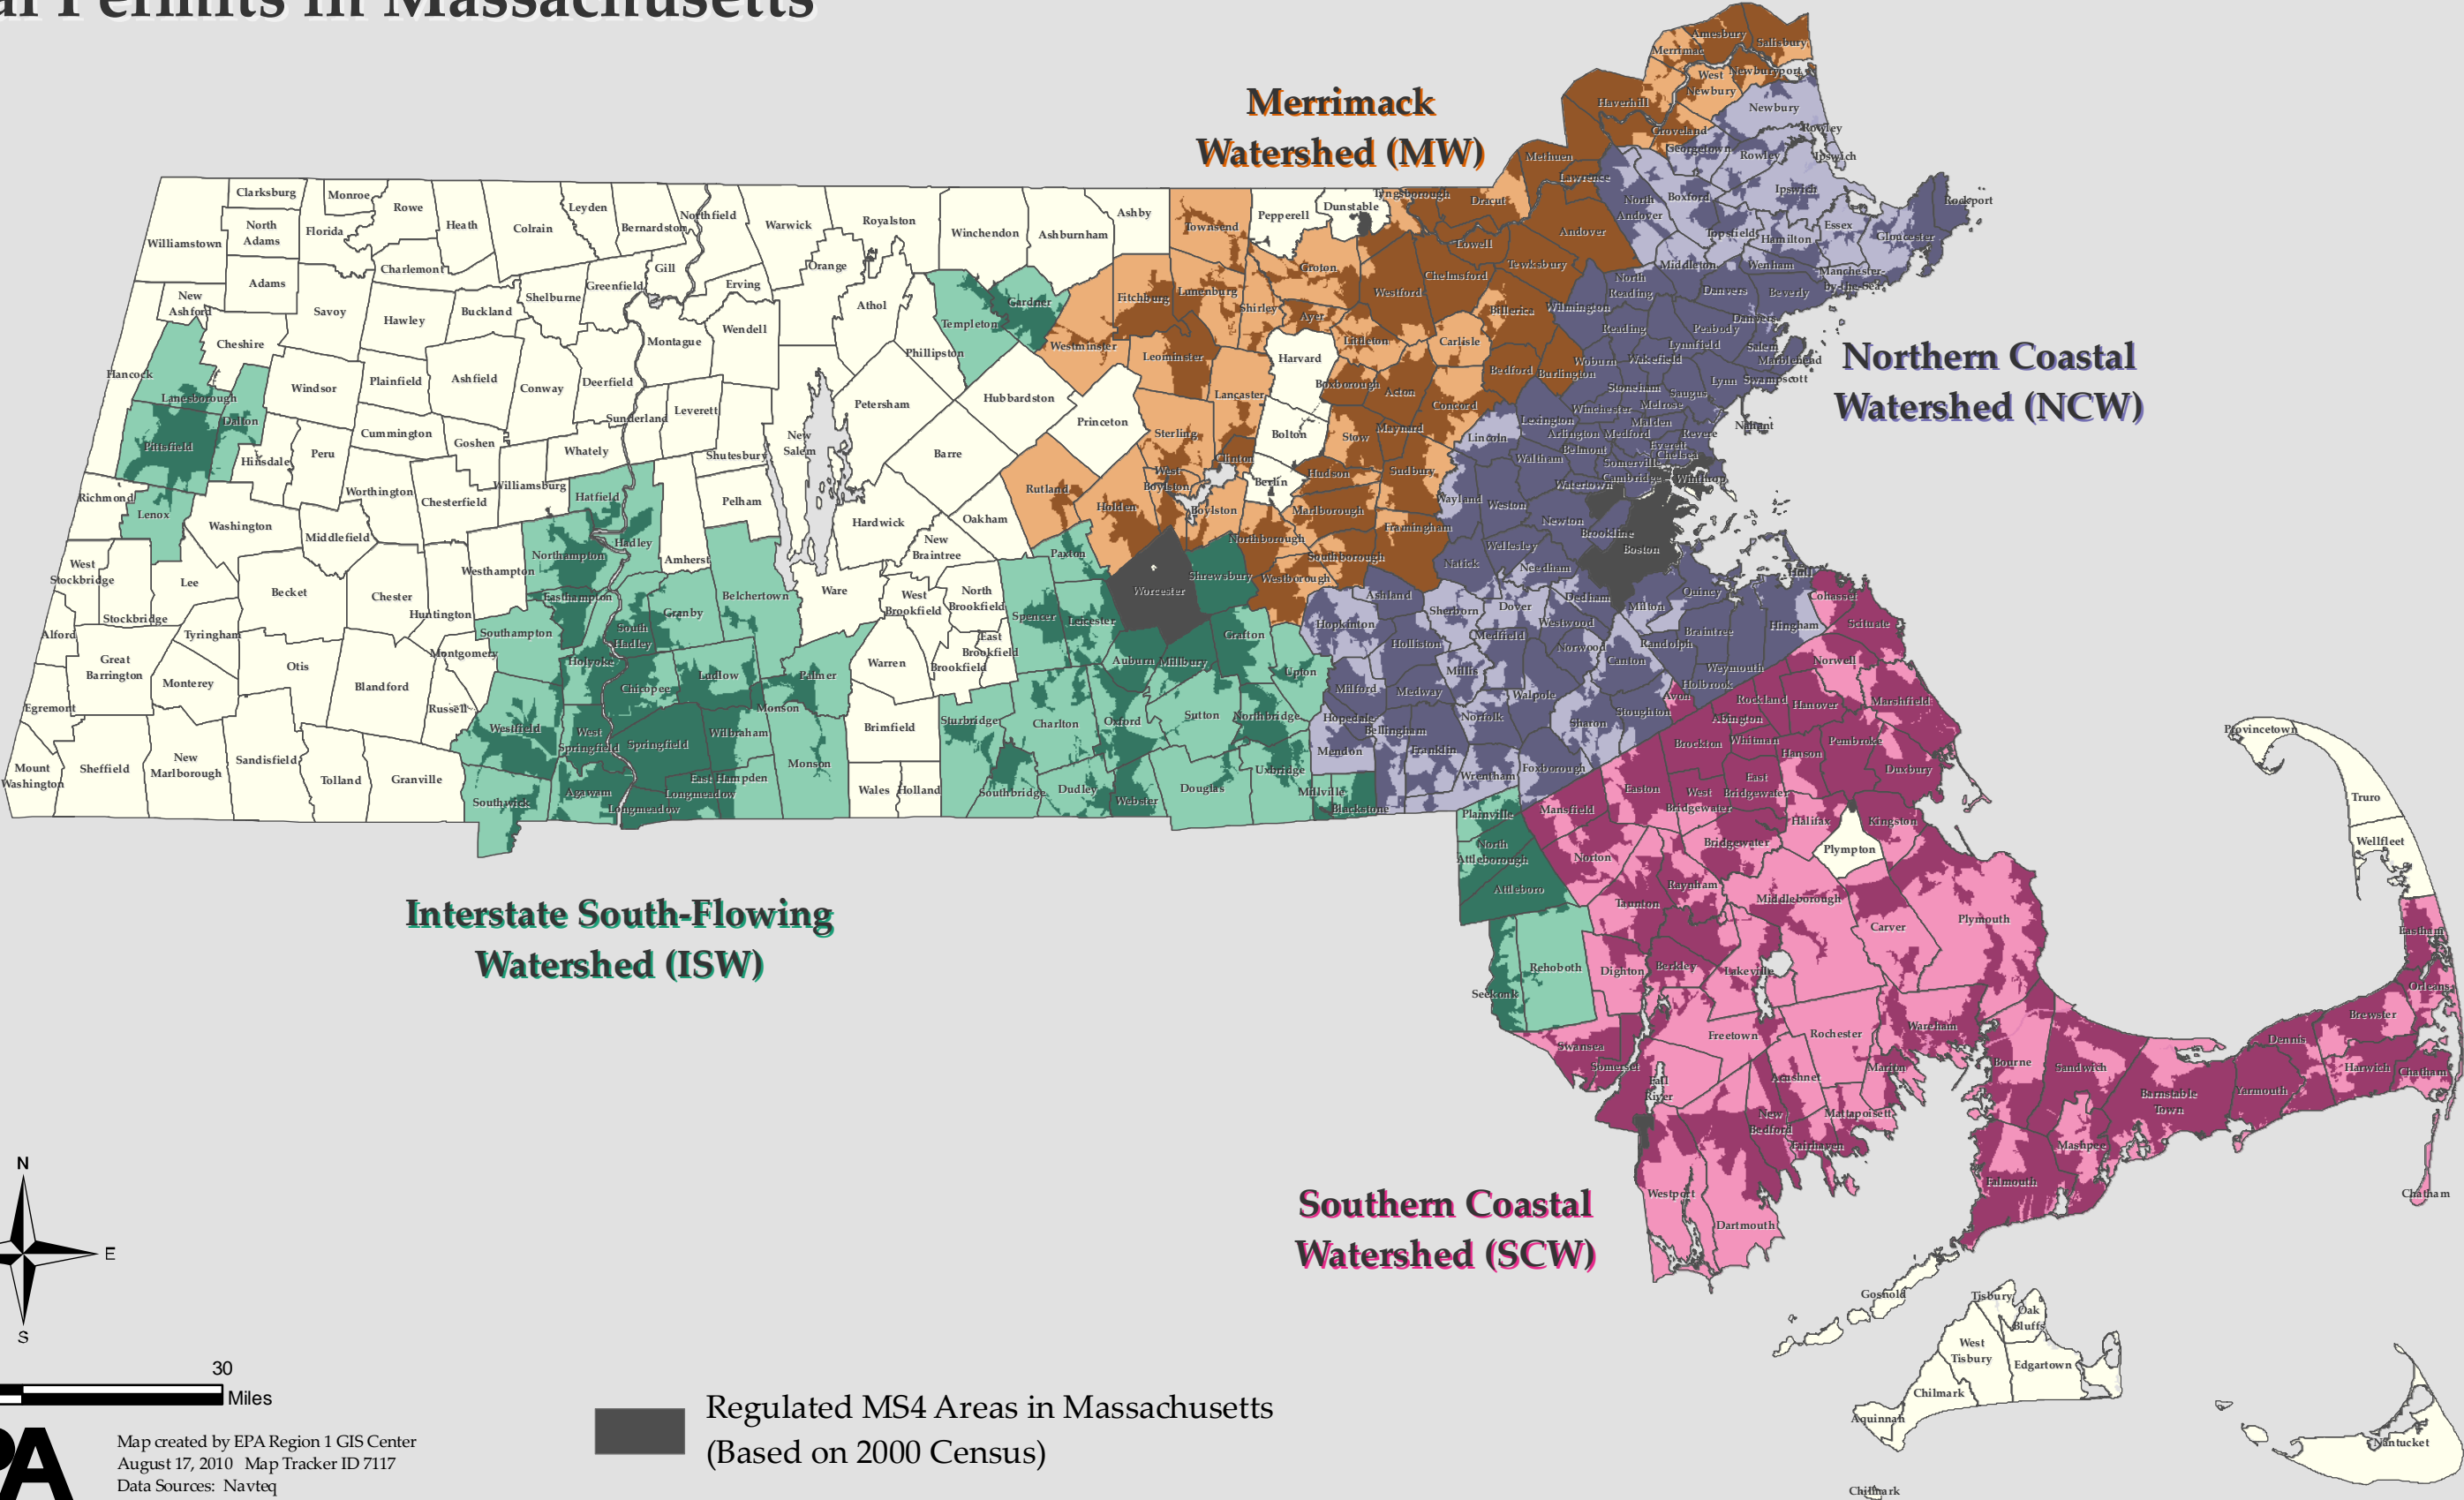 al Permits in Massachusetts
Merrimack
Watershed (MW)
Northern Coastal
Watershed (NCW)
Interstate South-Flowing
Watershed (ISW)
Southern Coastal
Watershed (SCW)
Amesbury
Salisbury
Merrimac
West
Newbury
Newburyport
Newbury
Haverhill
Groveland
Georgetown
Rowley
Rowley
Ipswich
Ipswich
Methuen
Lawrence
North
Andover
Boxford
Rockport
Essex
Gloucester
Andover
Topsfield
Hamilton
Middleton
Wenham
Manchester-
by-the-Sea
Tyngsborough
Dracut
Lowell
Tewksbury
Chelmsford
Westford
Billerica
Wilmington
North
Reading
Danvers
Beverly
Danvers
Reading
Peabody
Lynnfield
Salem
Marblehead
Woburn
Wakefield
Burlington
Bedford
Carlisle
Stoneham
Saugus
Lynn
Swampscott
Winchester
Melrose
Lexington
Arlington
Medford
Malden
Revere
Nahant
Everett
Chelsea
Belmont
Somerville
Cambridge
Winthrop
Waltham
Watertown
Lincoln
Concord
Acton
Maynard
Stow
Boxborough
Littleton
Ayer
Groton
Shirley
Lunenburg
Townsend
Pepperell
Dunstable
Ashby
Ashburnham
Winchendon
Royalston
Warwick
Northfield
Bernardston
Leyden
Colrain
Heath
Rowe
Monroe
Clarksburg
North
Adams
Florida
Williamstown
Adams
Charlemont
Savoy
New
Ashford
Hawley
Buckland
Shelburne
Greenfield
Gill
Erving
Orange
Athol
Wendell
Montague
Templeton
Gardner
Phillipston
Westminster
Fitchburg
Leominster
Lancaster
Harvard
Bolton
Berlin
Clinton
Sterling
West
Boylston
Boylston
Princeton
Hubbardston
Petersham
New
Salem
Leverett
Sunderland
Deerfield
Conway
Ashfield
Plainfield
Windsor
Cheshire
Hancock
Lanesborough
Dalton
Pittsfield
Hinsdale
Peru
Cummington
Goshen
Whately
Shutesbury
Barre
Rutland
Holden
Hudson
Sudbury
Wayland
Weston
Newton
Brookline
Boston
Marlborough
Framingham
Northborough
Southborough
Westborough
Wellesley
Natick
Needham
Ashland
Sherborn
Dover
Dedham
Milton
Quincy
Hull
Hopkinton
Holliston
Medfield
Westwood
Norwood
Canton
Randolph
Braintree
Hingham
Weymouth
Holbrook
Milford
Medway
Millis
Walpole
Norfolk
Sharon
Stoughton
Avon
Hopedale
Bellingham
Franklin
Mendon
Wrentham
Foxborough
Richmond
Lenox
Washington
Middlefield
Worthington
Chesterfield
Williamsburg
Hatfield
Hadley
Pelham
Amherst
Northampton
Westhampton
Easthampton
Southampton
Huntington
Chester
Becket
Lee
West
Stockbridge
Stockbridge
Tyringham
Alford
Great
Barrington
Monterey
Otis
Blandford
Montgomery
Russell
Egremont
Mount
Washington
Sheffield
New
Marlborough
Sandisfield
Tolland
Granville
Westfield
Southwick
Agawam
West
Springfield
Springfield
Holyoke
South
Hadley
Granby
Belchertown
Chicopee
Ludlow
Wilbraham
Palmer
Monson
Monson
East
Longmeadow
Longmeadow
Hampden
Ware
Hardwick
New
Braintree
Oakham
West
Brookfield
North
Brookfield
East
Brookfield
Brookfield
Warren
Brimfield
Wales
Holland
Sturbridge
Southbridge
Charlton
Dudley
Webster
Oxford
Spencer
Leicester
Paxton
Worcester
Shrewsbury
Auburn
Millbury
Grafton
Upton
Sutton
Northbridge
Douglas
Uxbridge
Millville
Blackstone
Plainville
North
Attleborough
Attleboro
Rehoboth
Seekonk
Cohasset
Scituate
Norwell
Marshfield
Rockland
Hanover
Abington
Brockton
Whitman
Hanson
Pembroke
Duxbury
East
Bridgewater
West
Bridgewater
Easton
Mansfield
Norton
Bridgewater
Halifax
Kingston
Plympton
Raynham
Taunton
Middleborough
Carver
Plymouth
Dighton
Berkley
Lakeville
Swansea
Somerset
Freetown
Rochester
Wareham
Fall
River
Acushnet
Marion
Mattapoisett
New
Bedford
Fairhaven
Westport
Dartmouth
Bourne
Sandwich
Falmouth
Mashpee
Barnstable
Town
Yarmouth
Dennis
Brewster
Harwich
Chatham
Chatham
Orleans
Eastham
Wellfleet
Truro
Provincetown
Gosnold
Tisbury
Oak
Bluffs
West
Tisbury
Edgartown
Chilmark
Aquinnah
Nantucket
Chilmark
N
E
S
30
Miles
Regulated MS4 Areas in Massachusetts
(Based on 2000 Census)
PA
Map created by EPA Region 1 GIS Center
August 17, 2010 Map Tracker ID 7117
Data Sources: Navteq